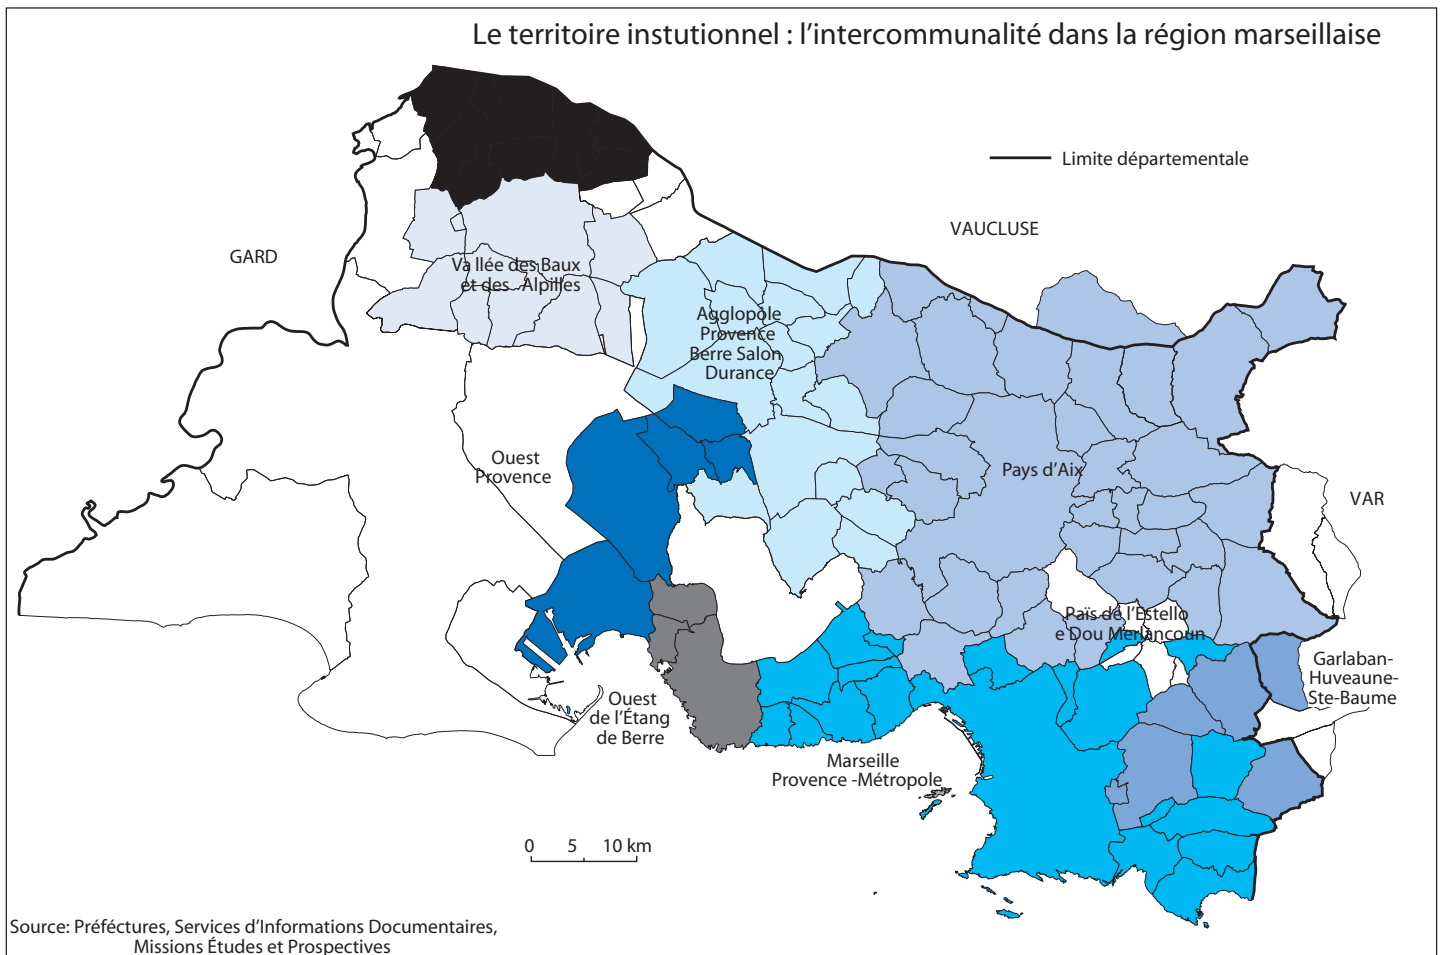 Le territoire instutionnel : l’intercommunalité dans la région marseillaise
Limite départementale
VAUCLUSE
GARD
Va llée des Baux
et des Alpilles
Agglopôle
Provence
Berre Salon
Durance
Ouest
Provence
Pays d’Aix
VAR
Païs de l’Estello
e Dou Merlancoun
Garlaban-
Huveaune-
Ste-Baume
Ouest
de l’Étang
de Berre
Marseille
Provence -Métropole
0 5 10 km
Source: Préféctures, Services d’Informations Documentaires,
Missions Études et Prospectives